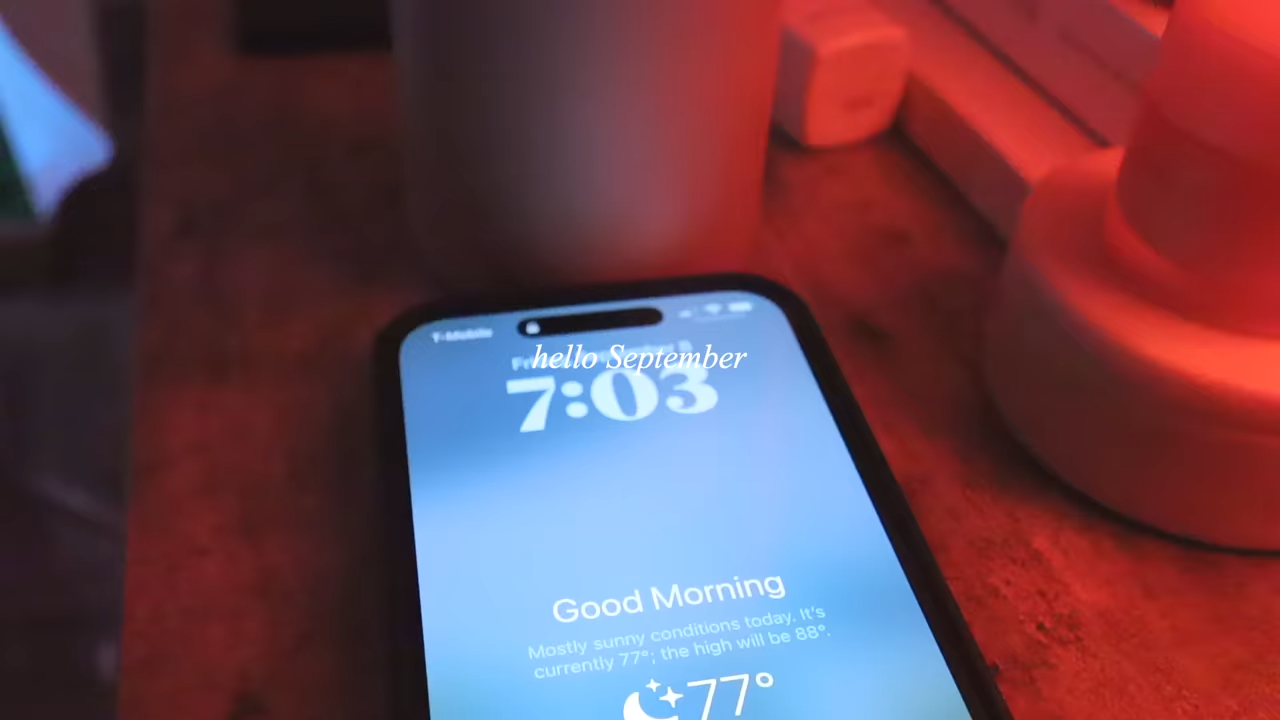 T-Mobile
hello September
7:03
Good Morning
Mostly sunny conditions today. It's
currently 77°; the high will be 88°.
77°